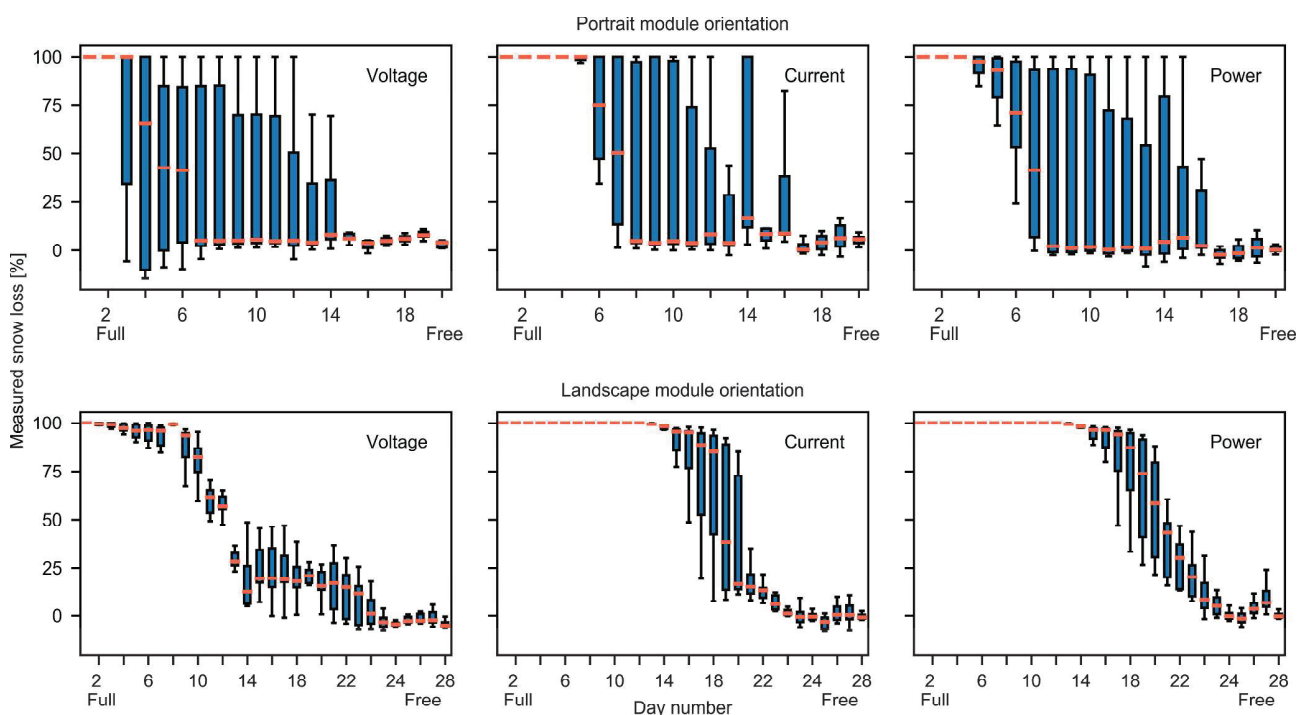 Portrait module orientation
Measured snow loss [%]
100
75
50
25
0
Voltage
2 6 10 14 18
Full Free
Current
2 6 10 14 18
Full Free
Power
2 6 10 14 18
Full Free
Landscape module orientation
100
75
50
25
0
Voltage
2 6 10 14 18 22 28
Full Free
Current
2 6 10 14 18 22 28
Full Free
Power
2 6 10 14 18 22 28
Full Free
Day number